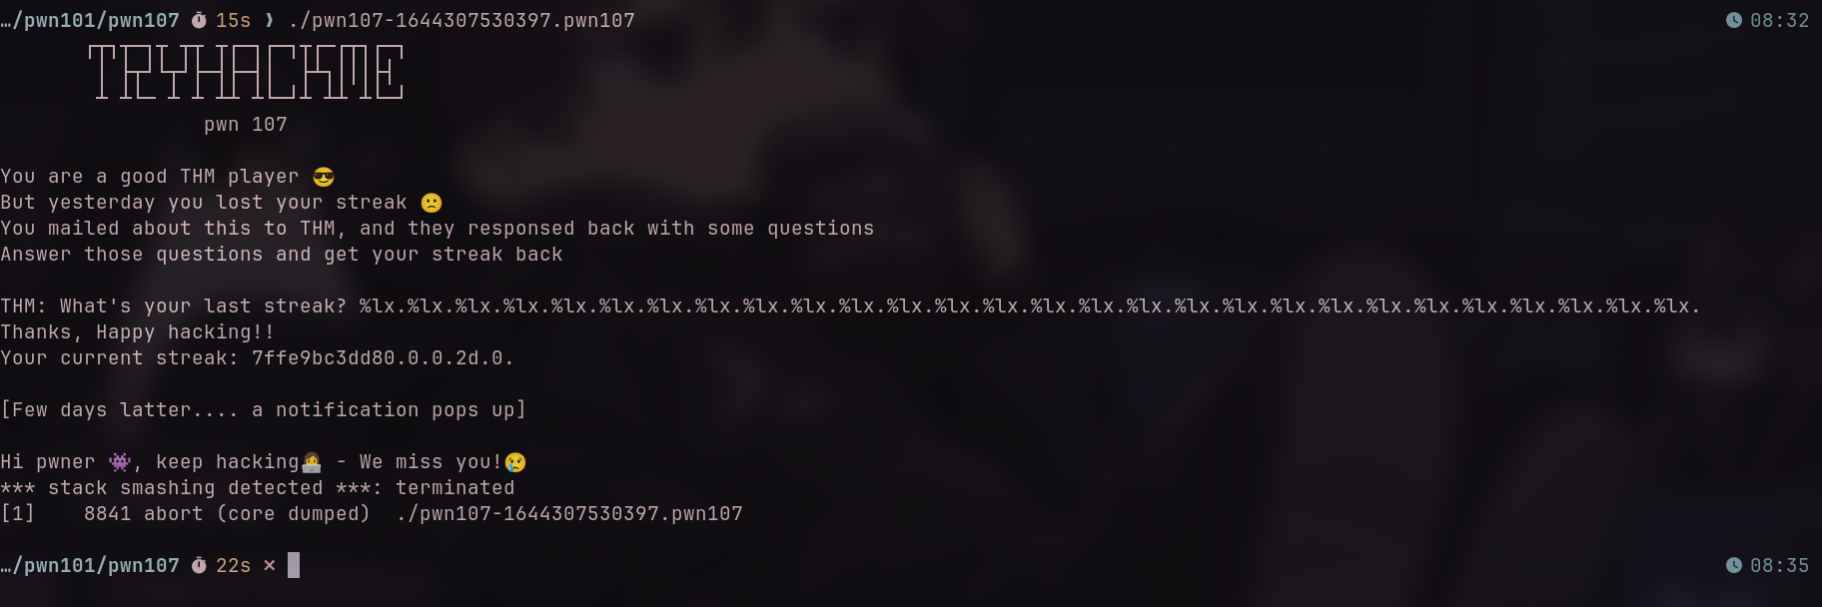 …/pwn101/pwn107 ⏱ 15s ❯ ./pwn107-1644307530397.pwn107 08:32
TRYHACKME
pwn 107
You are a good THM player 😎
But yesterday you lost your streak 🙁
You mailed about this to THM, and they responsed back with some questions
Answer those questions and get your streak back
THM: What's your last streak? %lx.%lx.%lx.%lx.%lx.%lx.%lx.%lx.%lx.%lx.%lx.%lx.%lx.%lx.%lx.%lx.%lx.%lx.%lx.%lx.%lx.%lx.%lx.%lx.%lx.%lx.%lx.%lx.
Thanks, Happy hacking!!
Your current streak: 7ffe9bc3dd80.0.0.2d.0.
[Few days latter.... a notification pops up]
Hi pwner 👾, keep hacking👩‍💻 - We miss you!😢
*** stack smashing detected ***: terminated
[1]    8841 abort (core dumped)  ./pwn107-1644307530397.pwn107
…/pwn101/pwn107 ⏱ 22s ✕ 08:35